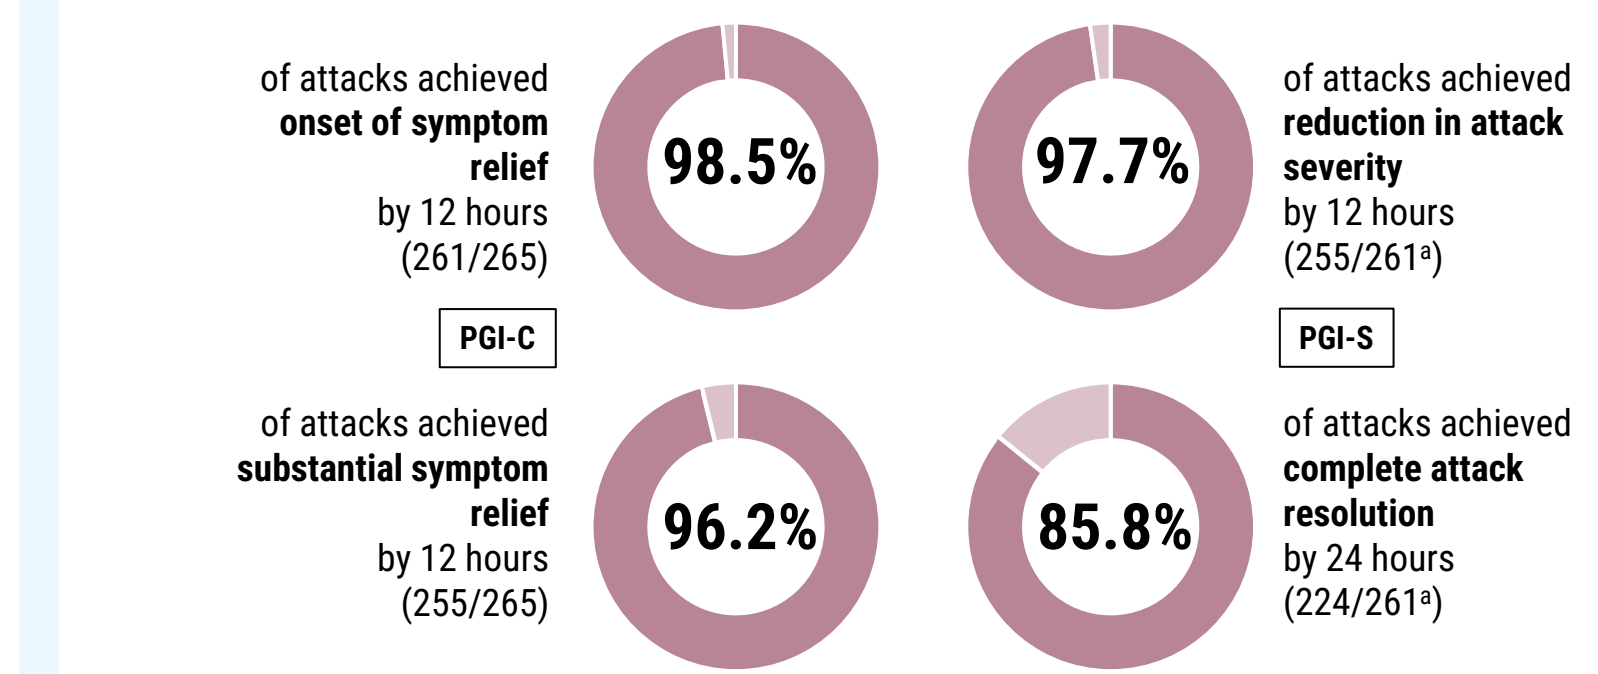 of attacks achieved
onset of symptom
relief
by 12 hours
(261/265)
98.5%
97.7%
of attacks achieved
reduction in attack
severity
by 12 hours
(255/261ᵃ)
PGI-C
PGI-S
of attacks achieved
substantial symptom
relief
by 12 hours
(255/265)
96.2%
85.8%
of attacks achieved
complete attack
resolution
by 24 hours
(224/261ᵃ)